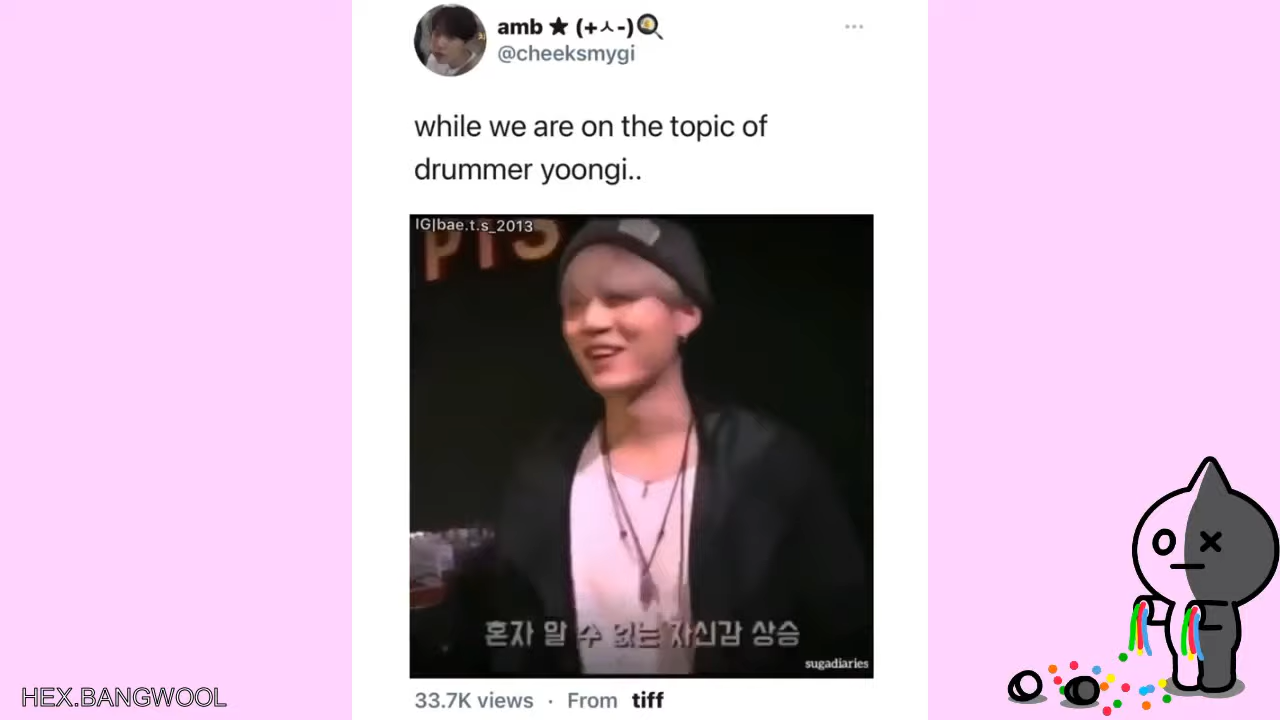 amb ★ (+ㅅ-)🍳
@cheeksmygi
while we are on the topic of
drummer yoongi..
IG|bae.t.s_2013
PTS
혼자 알 수 없는 자신감 상승
sugadiaries
33.7K views · From tiff
HEX.BANGWOOL